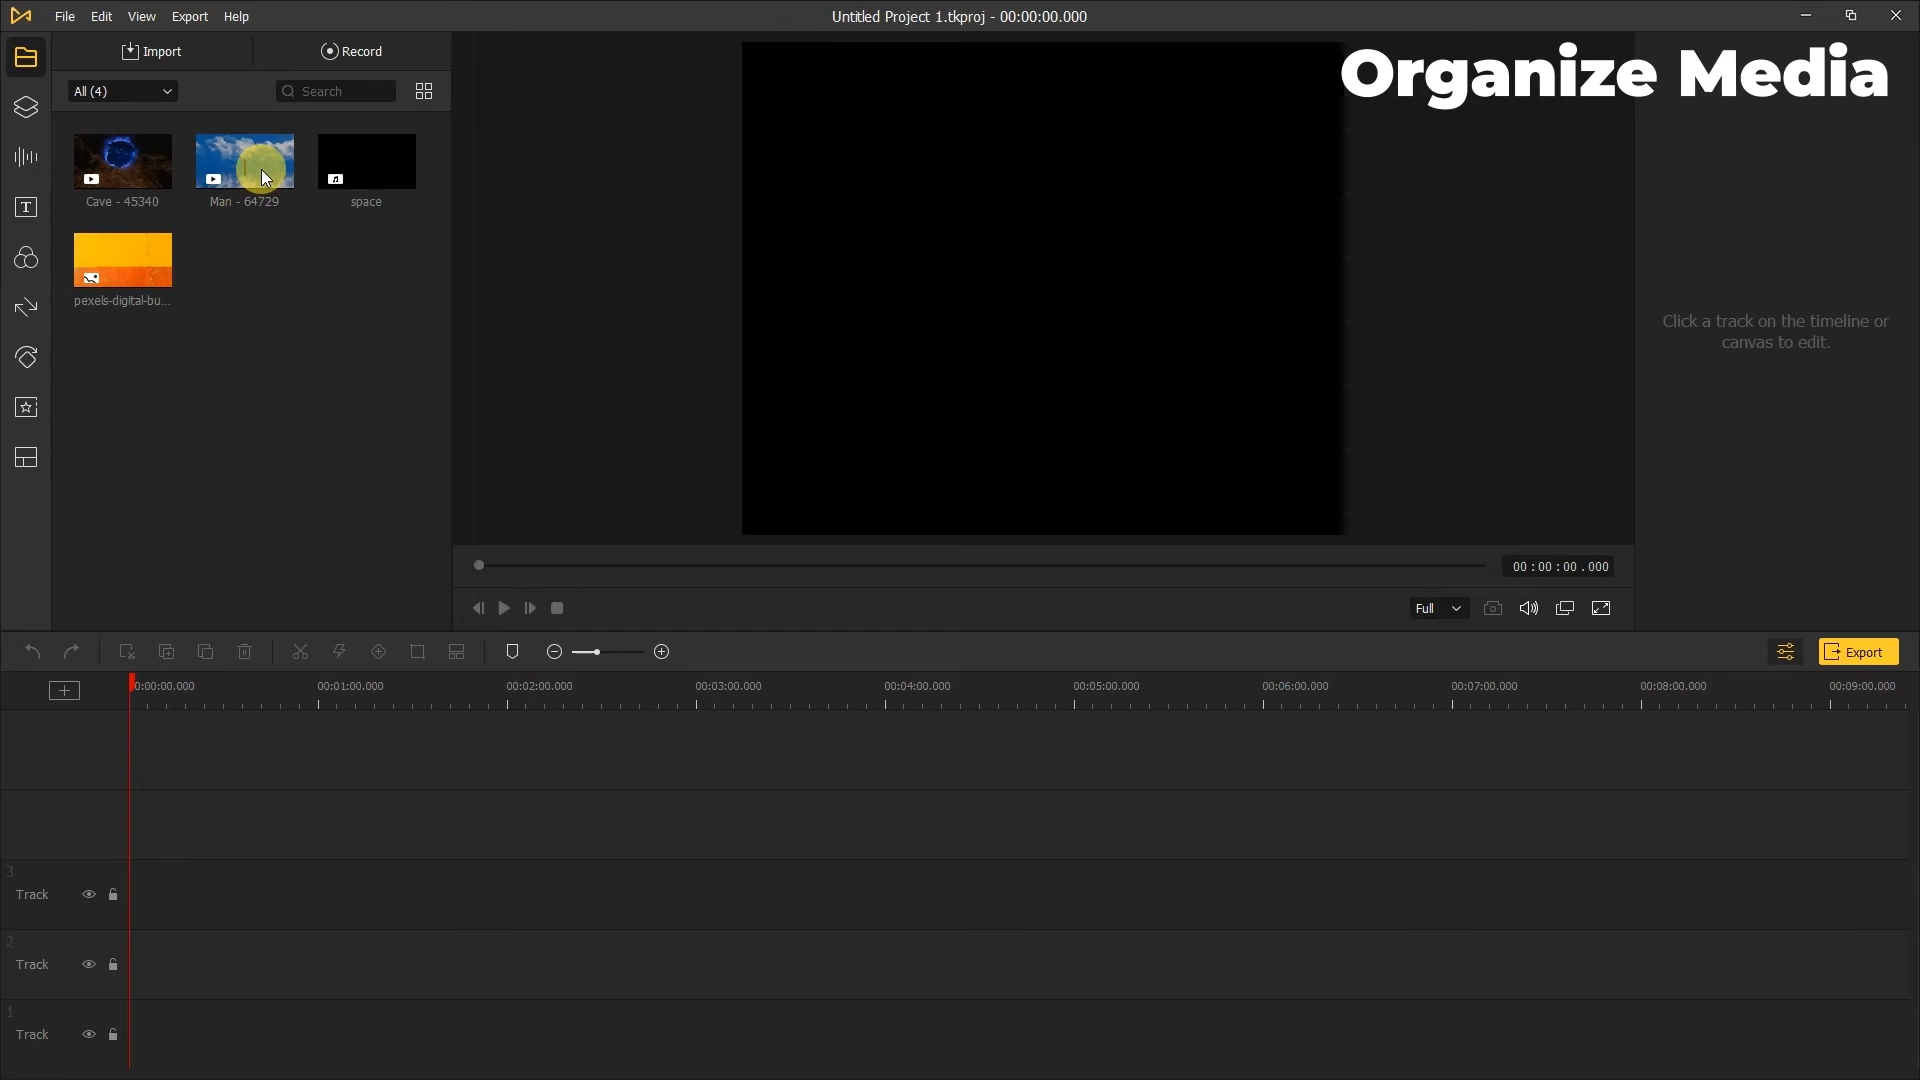 File Edit View Export Help
Untitled Project 1.tkproj - 00:00:00.000
Organize Media
Import Record
All (4) Search
Cave - 45340 Man - 64729 space
pexels-digital-bu...
Click a track on the timeline or
canvas to edit.
00:00:00.000
Full
Export
0:00:00.000 00:01:00.000 00:02:00.000 00:03:00.000 00:04:00.000 00:05:00.000 00:06:00.000 00:07:00.000 00:08:00.000 00:09:00.000
3
Track
2
Track
1
Track